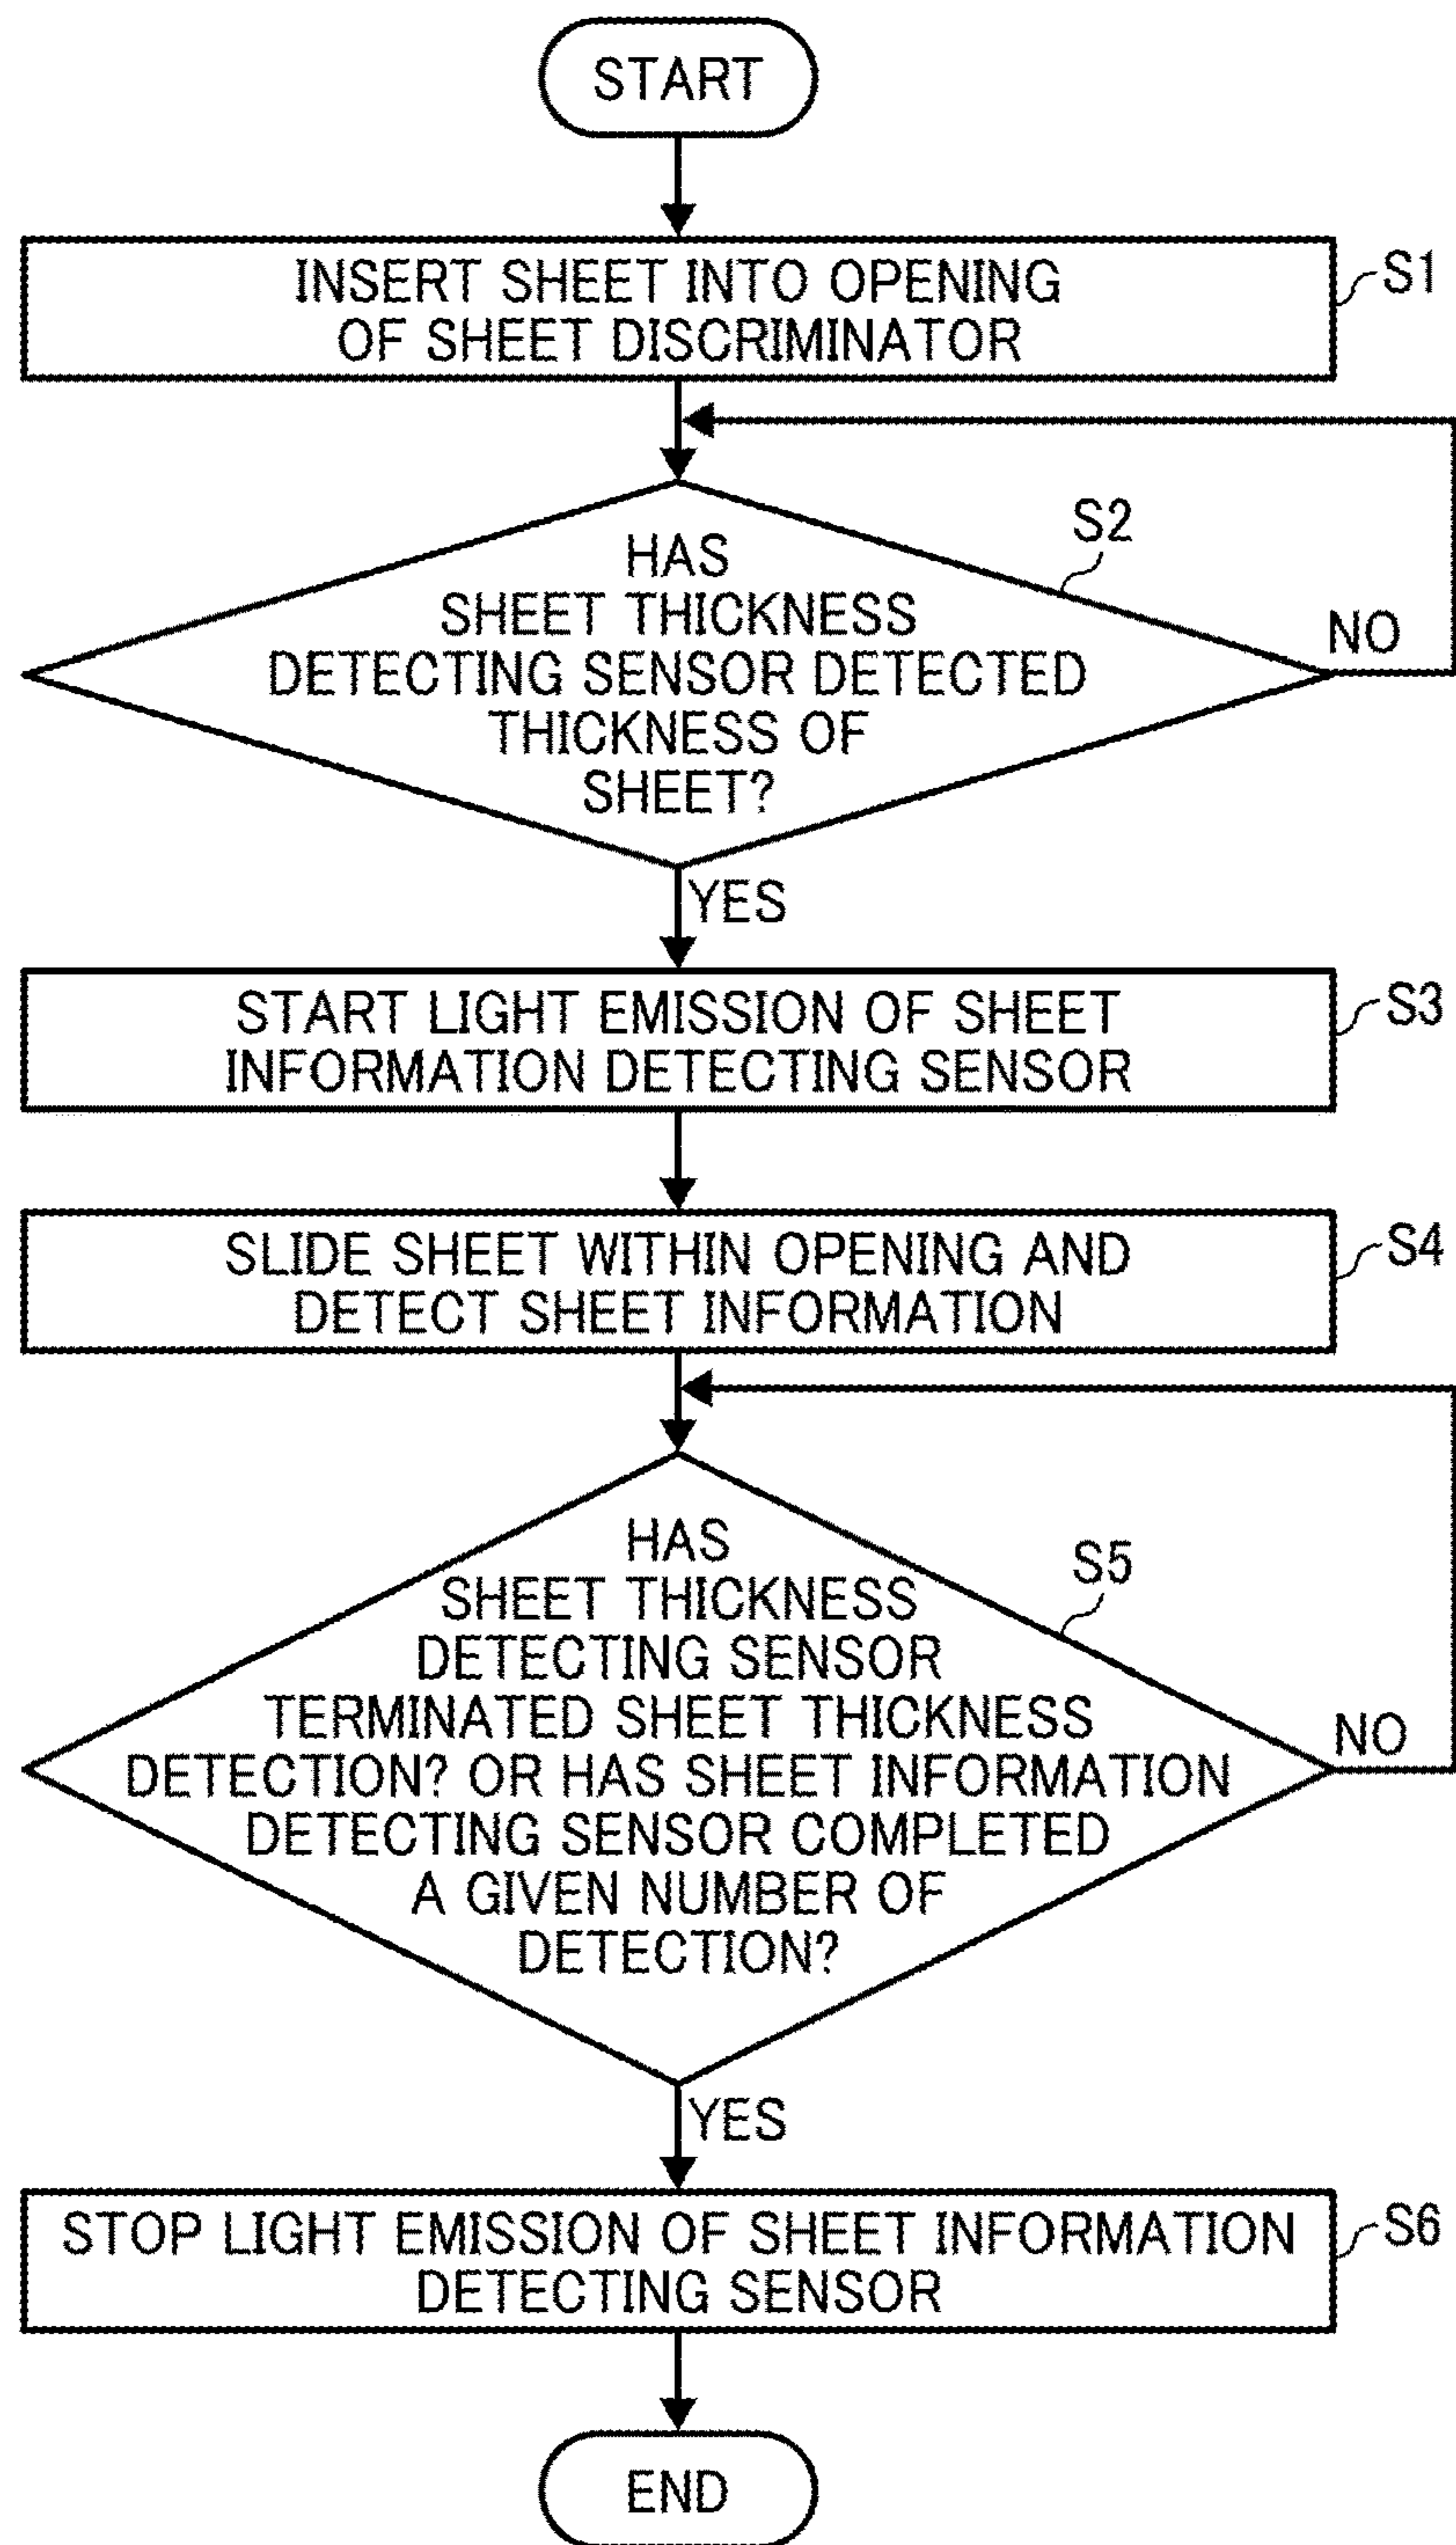 START
INSERT SHEET INTO OPENING
OF SHEET DISCRIMINATOR
S1
HAS
SHEET THICKNESS
DETECTING SENSOR DETECTED
THICKNESS OF
SHEET?
S2
NO
YES
START LIGHT EMISSION OF SHEET
INFORMATION DETECTING SENSOR
S3
SLIDE SHEET WITHIN OPENING AND
DETECT SHEET INFORMATION
S4
HAS
SHEET THICKNESS
DETECTING SENSOR
TERMINATED SHEET THICKNESS
DETECTION? OR HAS SHEET INFORMATION
DETECTING SENSOR COMPLETED
A GIVEN NUMBER OF
DETECTION?
S5
NO
YES
STOP LIGHT EMISSION OF SHEET INFORMATION
DETECTING SENSOR
S6
END